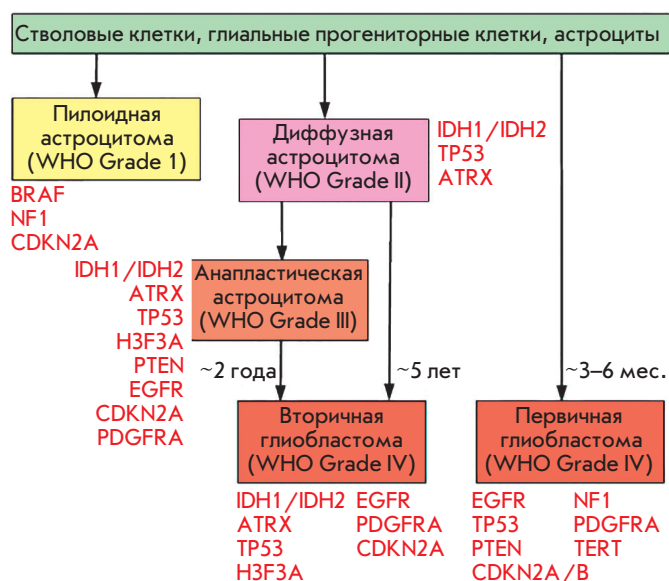 Стволовые клетки, глиальные прогениторные клетки, астроциты
Пилоидная
астроцитома
(WHO Grade 1)
BRAF
NF1
CDKN2A
Диффузная
астроцитома
(WHO Grade II)
IDH1/IDH2
TP53
ATRX
IDH1/IDH2
ATRX
TP53
H3F3A
PTEN
EGFR
CDKN2A
PDGFRA
Анапластическая
астроцитома
(WHO Grade III)
~2 года
~5 лет
~3–6 мес.
Вторичная
глиобластома
(WHO Grade IV)
IDH1/IDH2
ATRX
TP53
H3F3A
EGFR
PDGFRA
CDKN2A
Первичная
глиобластома
(WHO Grade IV)
EGFR
TP53
PTEN
CDKN2A/B
NF1
PDGFRA
TERT